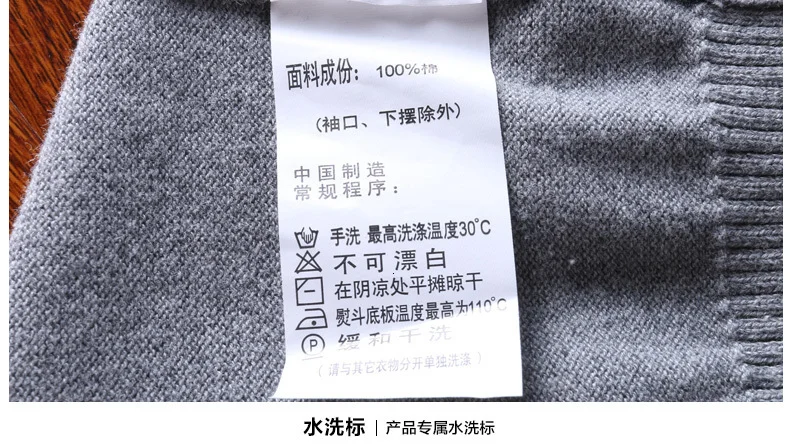 面料成份： 100%棉
（袖口、下摆除外）
中国制造
常规程序：
手洗 最高洗涤温度30℃
不可漂白
在阴凉处平摊晾干
熨斗底板温度最高为110℃
P 缓和干洗
（请与其它衣物分开单独洗涤）
水洗标 | 产品专属水洗标